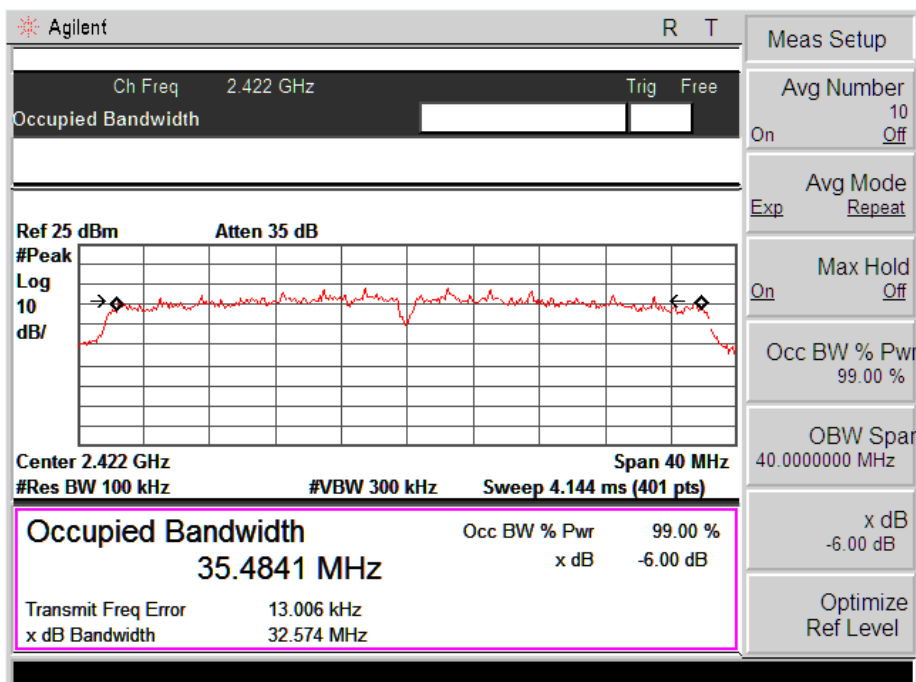 Agilent R T
Ch Freq 2.422 GHz Trig Free
Occupied Bandwidth
Ref 25 dBm Atten 35 dB
#Peak
Log
10
dB/
Center 2.422 GHz Span 40 MHz
#Res BW 100 kHz #VBW 300 kHz Sweep 4.144 ms (401 pts)
Occupied Bandwidth
35.4841 MHz
Occ BW % Pwr 99.00 %
x dB -6.00 dB
Transmit Freq Error 13.006 kHz
x dB Bandwidth 32.574 MHz
Meas Setup
Avg Number
10
On Off
Avg Mode
Exp Repeat
Max Hold
On Off
Occ BW % Pwr
99.00 %
OBW Span
40.0000000 MHz
x dB
-6.00 dB
Optimize
Ref Level